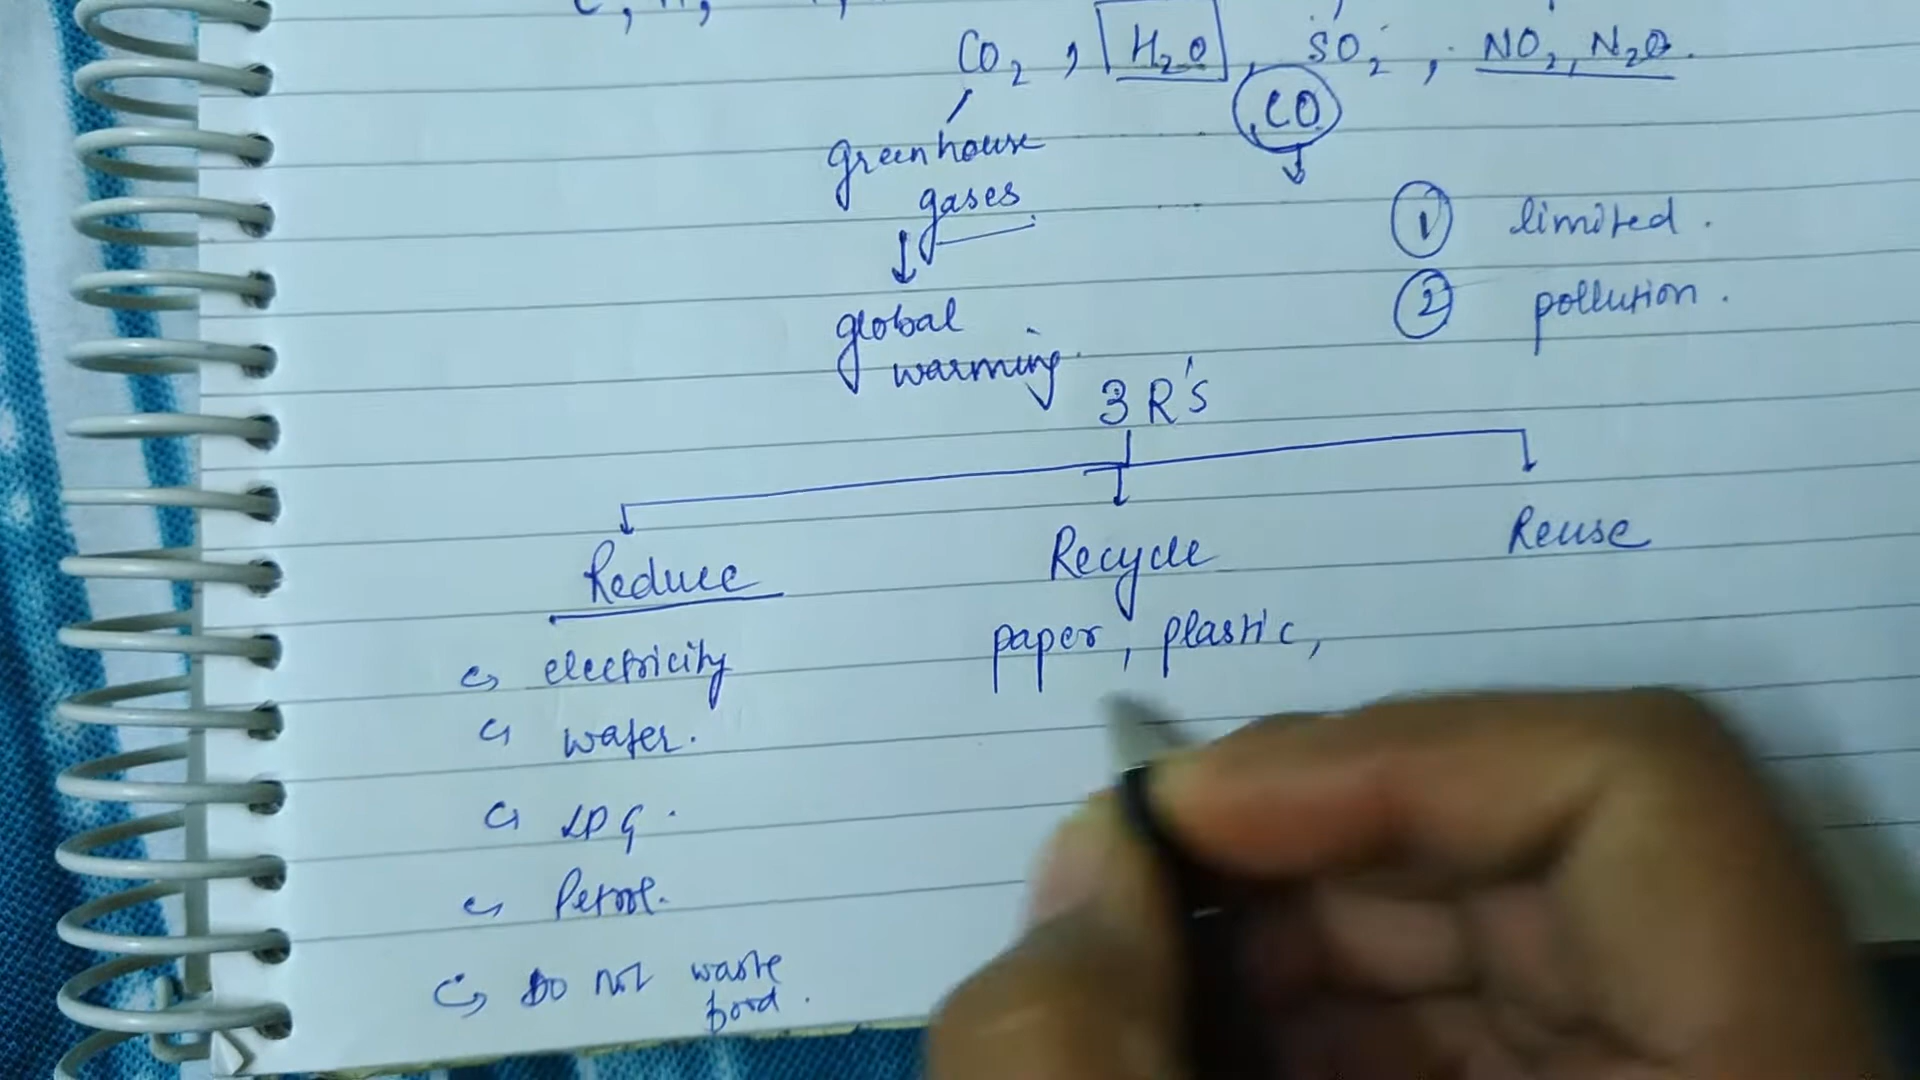 CO2 , H2O , SO2 , NO2, N2O.
CO
greenhouse
gases
① limited .
② pollution .
global
warming.
3 R's
Reduce Recycle Reuse
electricity paper, plastic,
water.
LPG .
Petrol.
Do not waste
food .